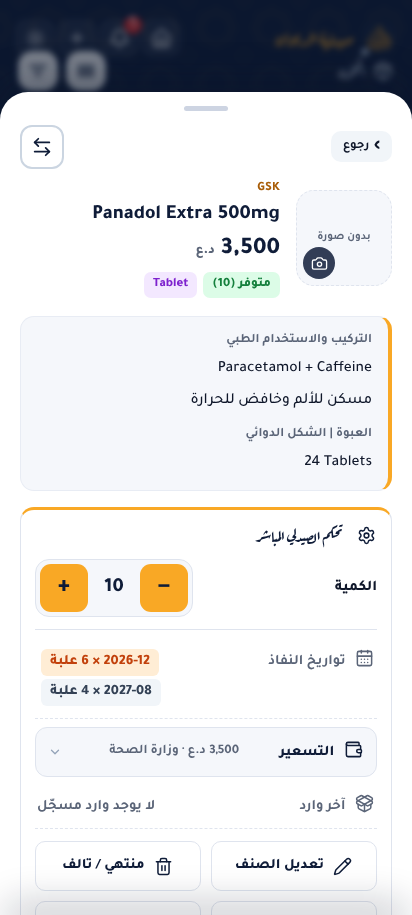 رجوع
GSK
Panadol Extra 500mg
3,500 د.ع
بدون صورة
متوفر (10)
Tablet
التركيب والاستخدام الطبي
Paracetamol + Caffeine
مسكن للألم وخافض للحرارة
العبوة | الشكل الدوائي
24 Tablets
تحكم الصيدلي المباشر
الكمية
− 10 +
تواريخ النفاذ
2026-12 × 6 علبة
2027-08 × 4 علبة
التسعير
3,500 د.ع · وزارة الصحة
آخر وارد
لا يوجد وارد مسجّل
تعديل الصنف
منتهي / تالف